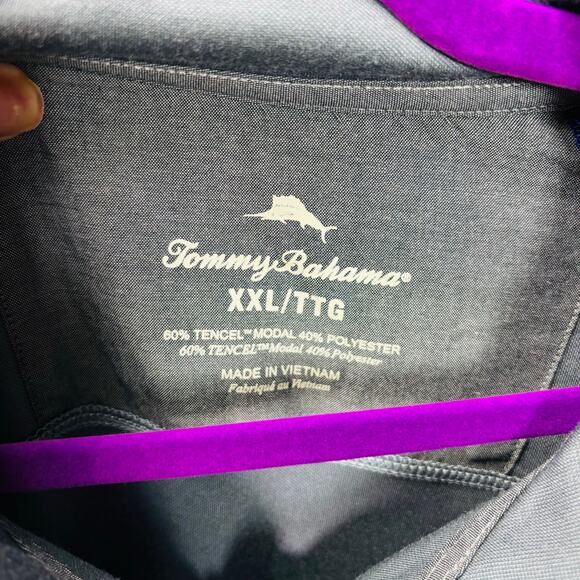 Tommy Bahama®
XXL/TTG
60% TENCEL™ MODAL 40% POLYESTER
60% TENCEL™ Modal 40% Polyester
MADE IN VIETNAM
Fabriqué au Vietnam